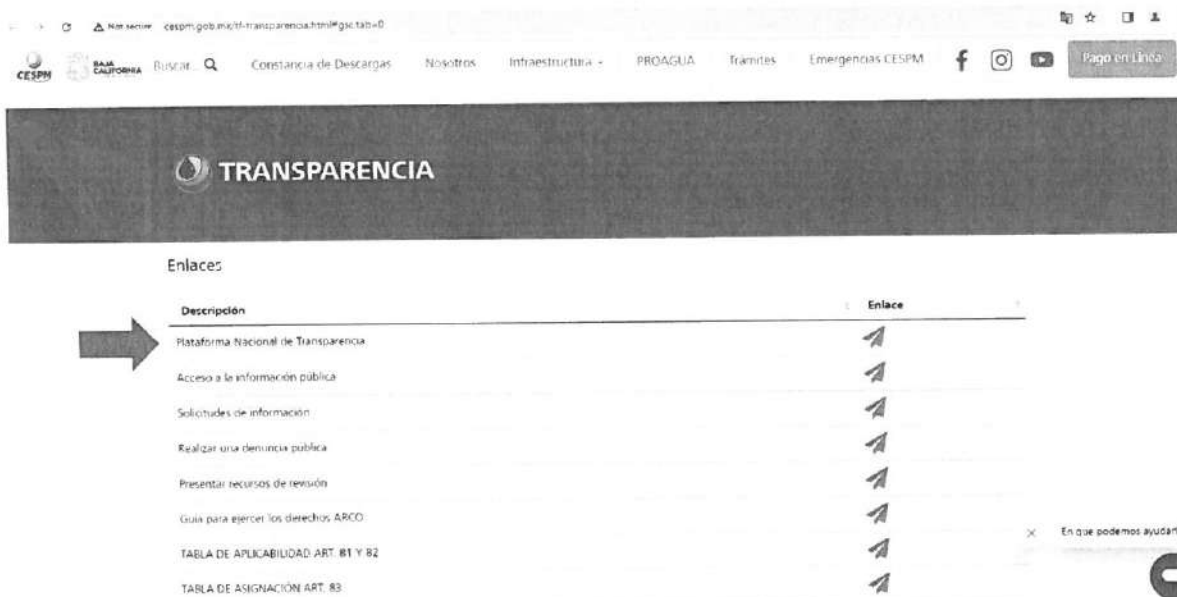 Not secure cespm.gob.mx/tf-transparencia.html#gsc.tab=0
CESPM BAJA CALIFORNIA Buscar... Constancia de Descargas Nosotros Infraestructura PROAGUA Trámites Emergencias CESPM Pago en Línea
TRANSPARENCIA
Enlaces
Descripción Enlace
Plataforma Nacional de Transparencia
Acceso a la información pública
Solicitudes de información
Realizar una denuncia publica
Presentar recursos de revisión
Guia para ejercer los derechos ARCO
TABLA DE APLICABILIDAD ART. 81 Y 82
TABLA DE ASIGNACIÓN ART. 83
En que podemos ayudar